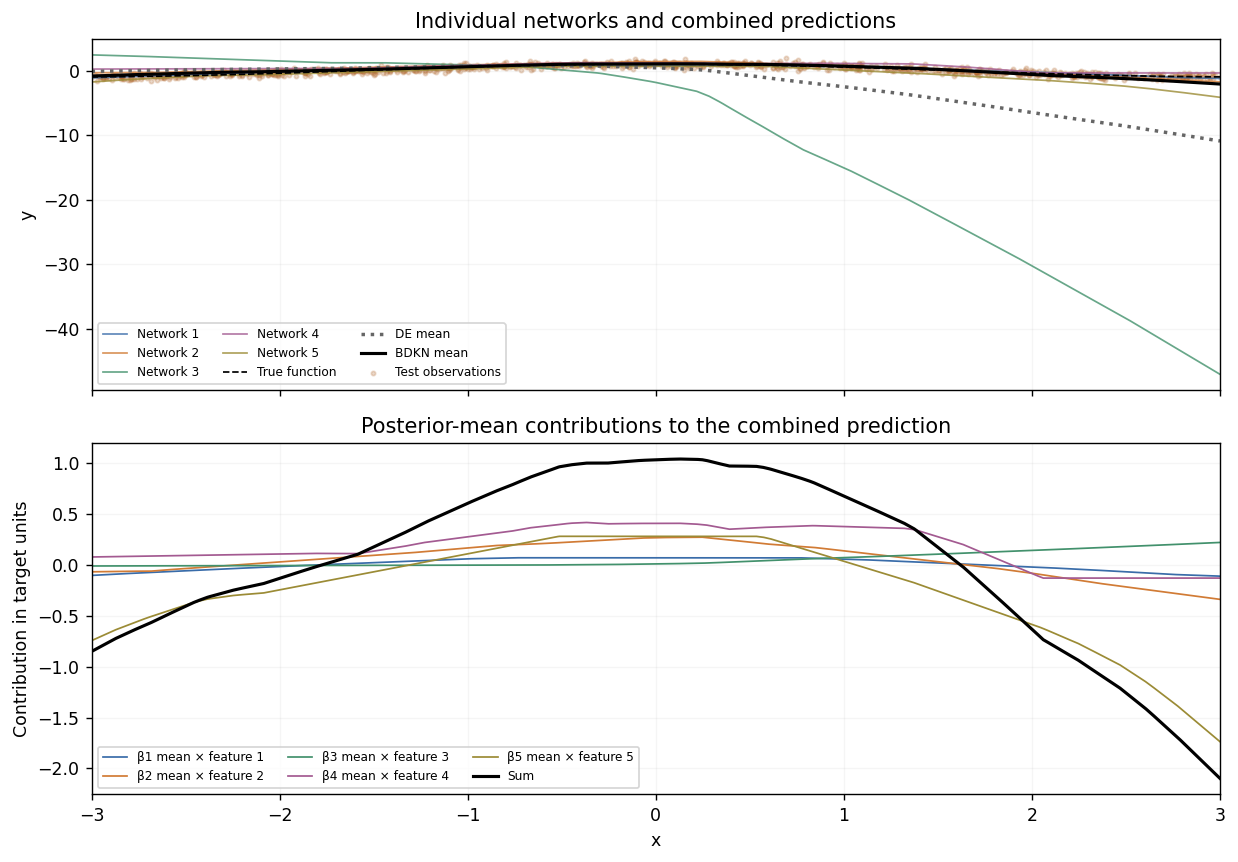 Individual networks and combined predictions
0
−10
−20
−30
−40
y
Network 1
Network 2
Network 3
Network 4
Network 5
True function
DE mean
BDKN mean
Test observations
Posterior-mean contributions to the combined prediction
1.0
0.5
0.0
−0.5
−1.0
−1.5
−2.0
Contribution in target units
β1 mean × feature 1
β2 mean × feature 2
β3 mean × feature 3
β4 mean × feature 4
β5 mean × feature 5
Sum
−3
−2
−1
0
1
2
3
x